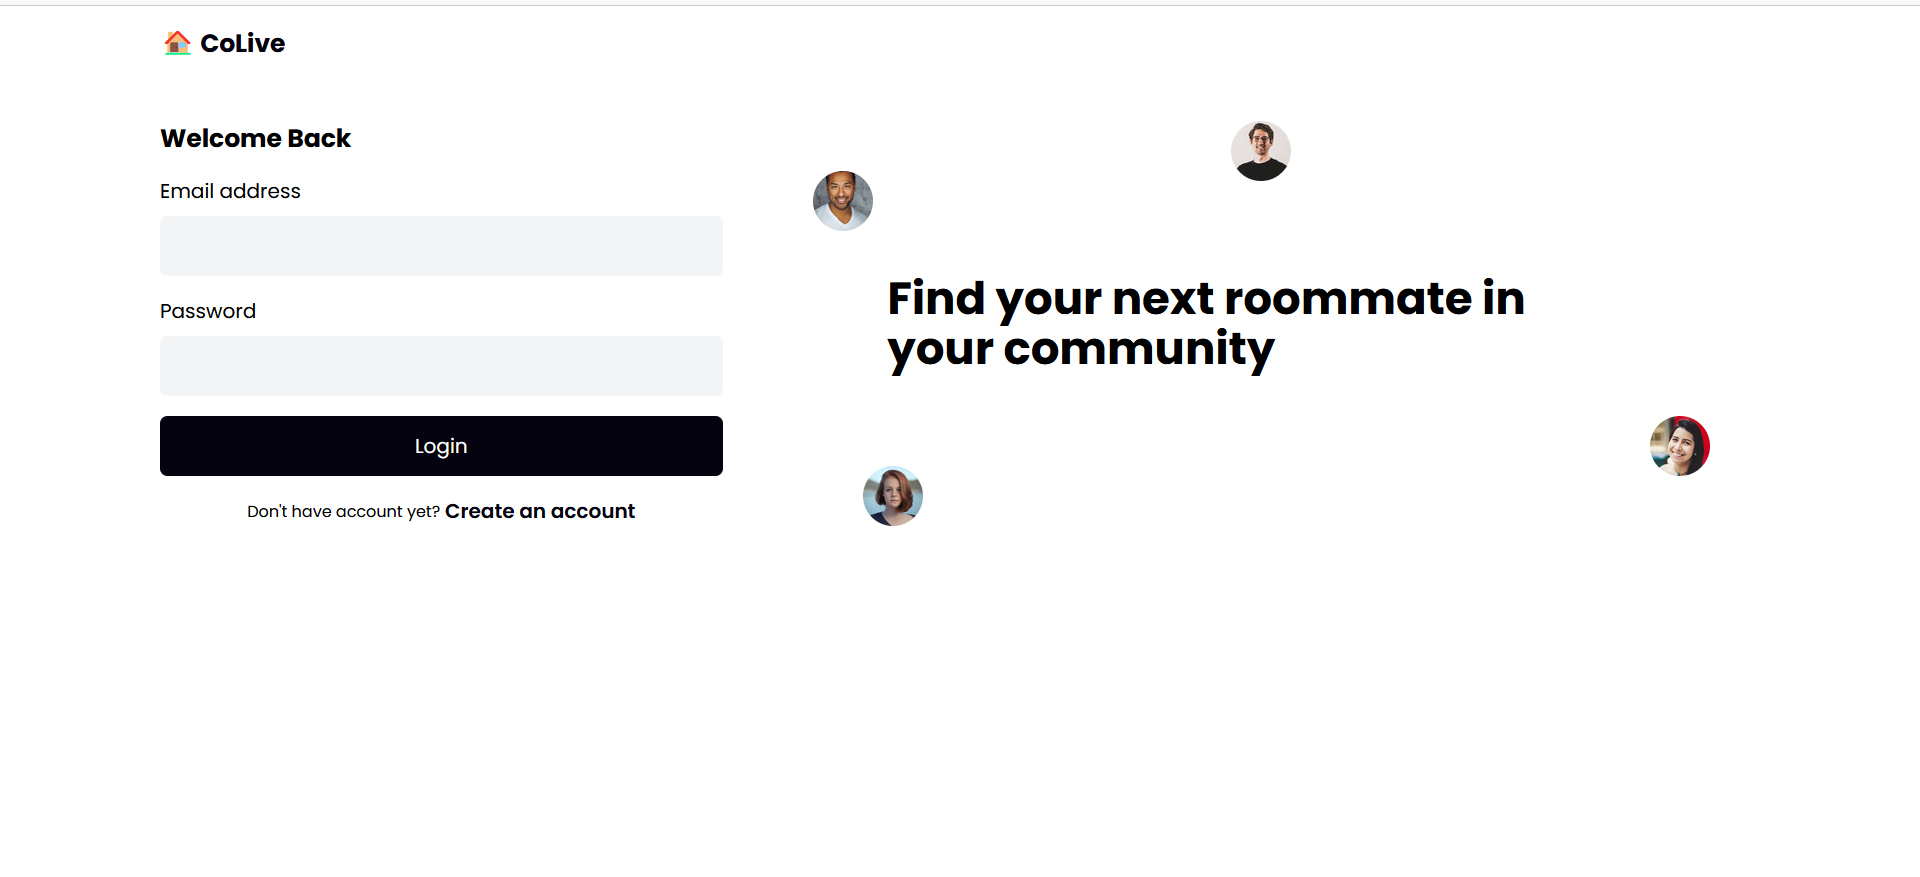 CoLive
Welcome Back
Email address
Password
Login
Don't have account yet? Create an account
Find your next roommate in
your community